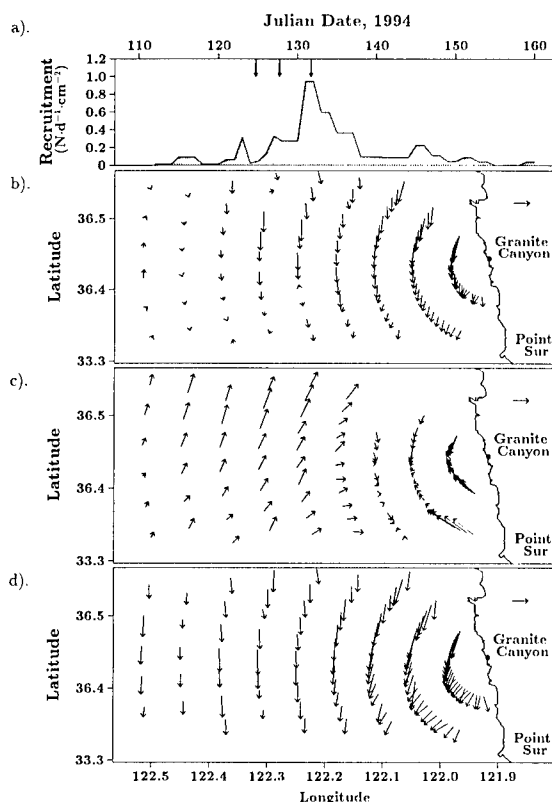 a).
Julian Date, 1994
110 120 130 140 150 160
1.2
1.0
0.8
0.6
0.4
0.2
0
Recruitment
(N·d⁻¹·cm⁻²)
b).
36.5
36.4
33.3
Latitude
Granite
Canyon
Point
Sur
c).
36.5
36.4
33.3
Latitude
Granite
Canyon
Point
Sur
d).
36.5
36.4
33.3
Latitude
Granite
Canyon
Point
Sur
122.5 122.4 122.3 122.2 122.1 122.0 121.9
Longitude